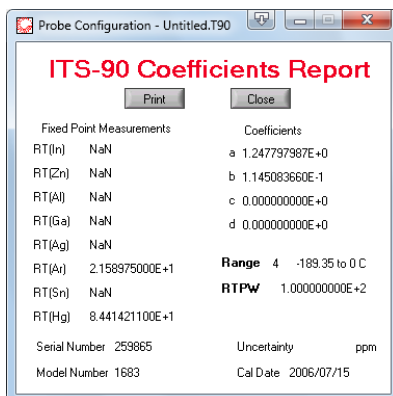 Probe Configuration - Untitled.T90
ITS-90 Coefficients Report
Print Close
Fixed Point Measurements Coefficients
RT(In) NaN a 1.247797987E+0
RT(Zn) NaN b 1.145083660E-1
RT(Al) NaN c 0.000000000E+0
RT(Ga) NaN d 0.000000000E+0
RT(Ag) NaN
RT(Ar) 2.158975000E+1 Range 4 -189.35 to 0 C
RT(Sn) NaN RTPW 1.000000000E+2
RT(Hg) 8.441421100E+1
Serial Number 259865 Uncertainty ppm
Model Number 1683 Cal Date 2006/07/15